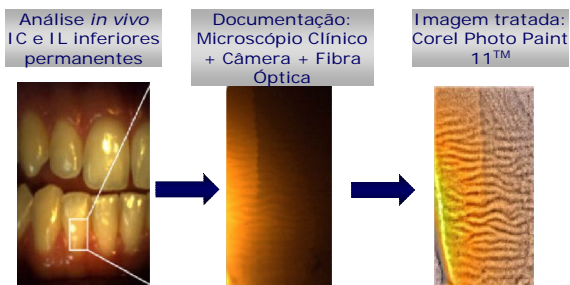 Análise in vivo
IC e IL inferiores
permanentes
Documentação:
Microscópio Clínico
+ Câmera + Fibra
Óptica
Imagem tratada:
Corel Photo Paint
11™